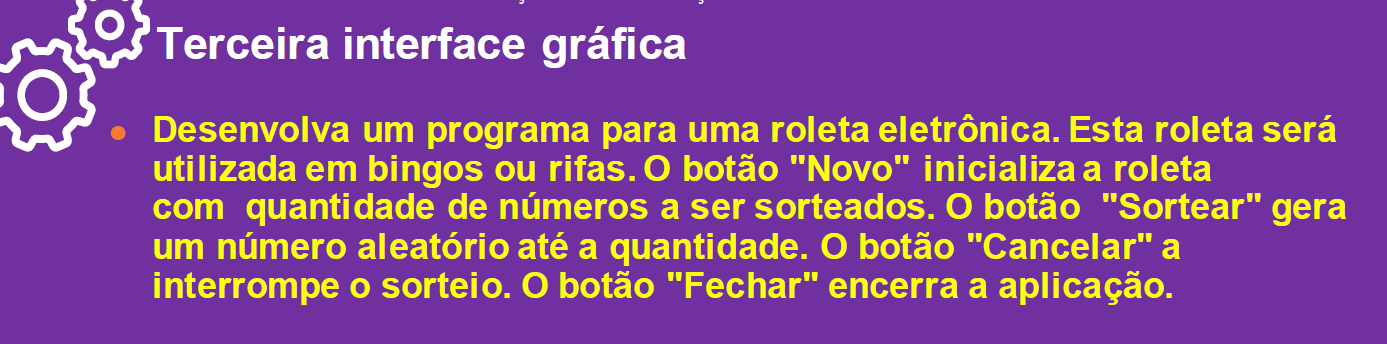 Terceira interface gráfica
Desenvolva um programa para uma roleta eletrônica. Esta roleta será
utilizada em bingos ou rifas. O botão "Novo" inicializa a roleta
com quantidade de números a ser sorteados. O botão "Sortear" gera
um número aleatório até a quantidade. O botão "Cancelar" a
interrompe o sorteio. O botão "Fechar" encerra a aplicação.